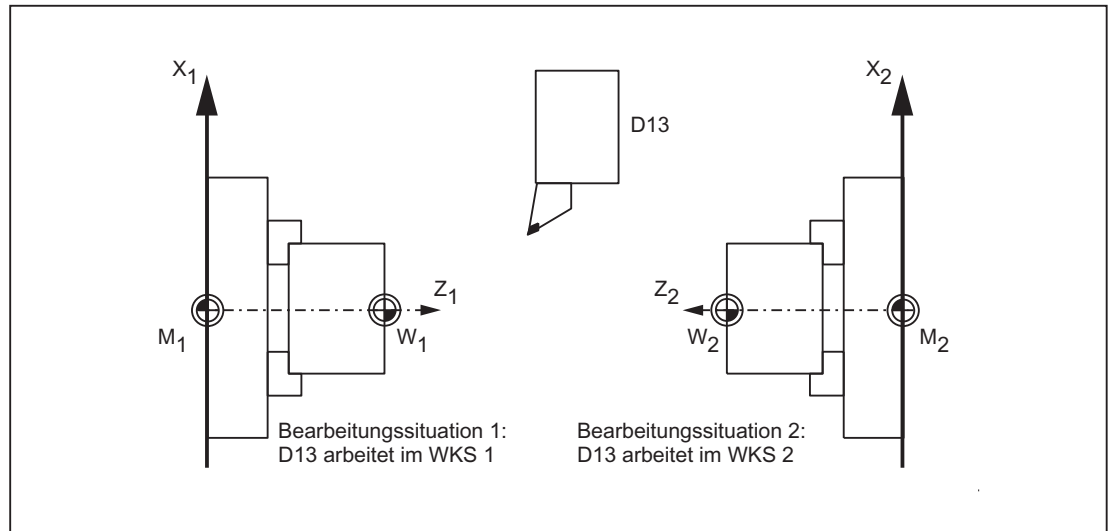 X1
X2
D13
Z1
Z2
M1
W1
W2
M2
Bearbeitungssituation 1:
D13 arbeitet im WKS 1
Bearbeitungssituation 2:
D13 arbeitet im WKS 2